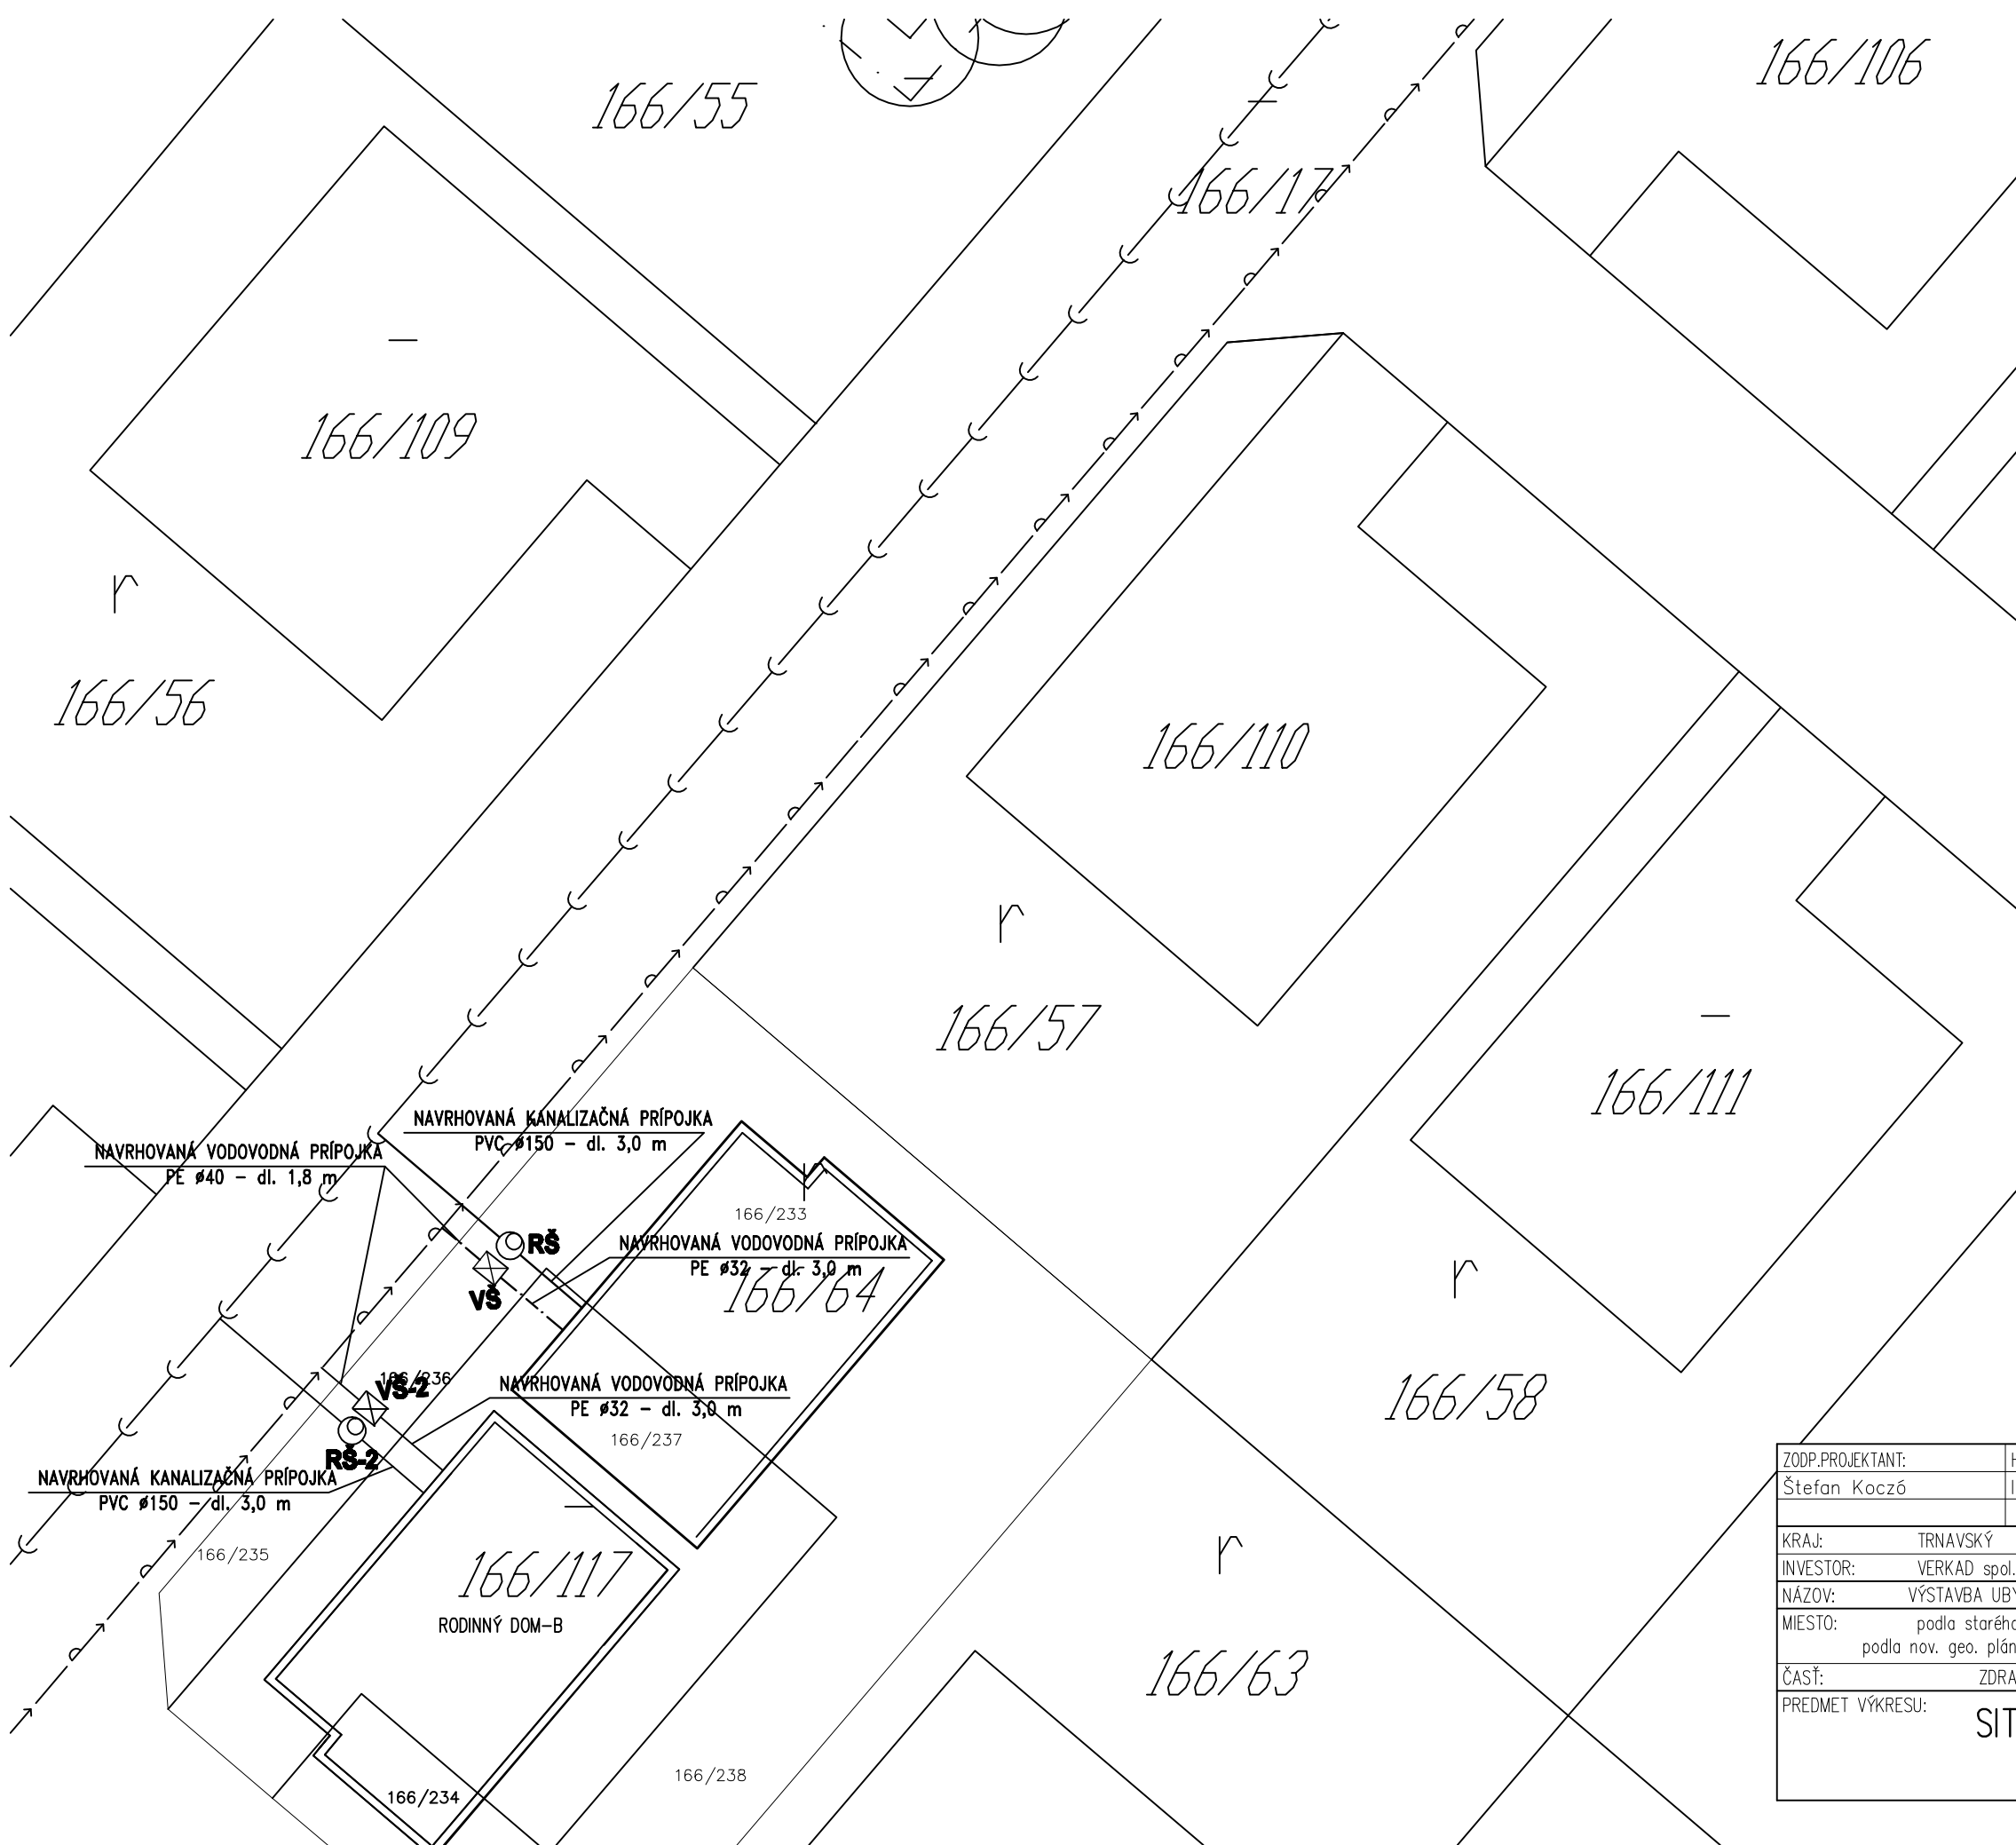 166/55
166/106
166/17
166/109
r
166/56
166/110
r
166/57
166/111
NAVRHOVANÁ KANALIZAČNÁ PRÍPOJKA
PVC ø150 - dl. 3,0 m
NAVRHOVANÁ VODOVODNÁ PRÍPOJKA
PE ø40 - dl. 1,8 m
r
166/233
RŠ
NAVRHOVANÁ VODOVODNÁ PRÍPOJKA
PE ø32 - dl. 3,0 m
166/64
VŠ
r
166/236
VŠ-2
NAVRHOVANÁ VODOVODNÁ PRÍPOJKA
PE ø32 - dl. 3,0 m
166/58
166/237
RŠ-2
NAVRHOVANÁ KANALIZAČNÁ PRÍPOJKA
PVC ø150 - dl. 3,0 m
166/235
r
166/117
RODINNÝ DOM-B
166/63
166/238
166/234
ZODP.PROJEKTANT:
Štefan Koczó
KRAJ: TRNAVSKÝ
INVESTOR: VERKAD spol.
NÁZOV: VÝSTAVBA UBY
MIESTO: podla starého
podla nov. geo. plán
ČASŤ: ZDRA
PREDMET VÝKRESU:
SIT